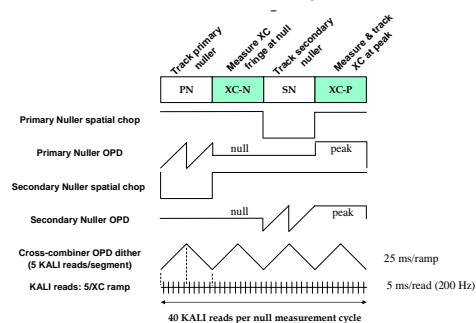 Track primary
nuller
Measure XC
fringe at null
Track secondary
nuller
Measure & track
XC at peak
PN XC-N SN XC-P
Primary Nuller spatial chop
Primary Nuller OPD null peak
Secondary Nuller spatial chop
Secondary Nuller OPD null peak
Cross-combiner OPD dither
(5 KALI reads/segment) 25 ms/ramp
KALI reads: 5/XC ramp 5 ms/read (200 Hz)
40 KALI reads per null measurement cycle